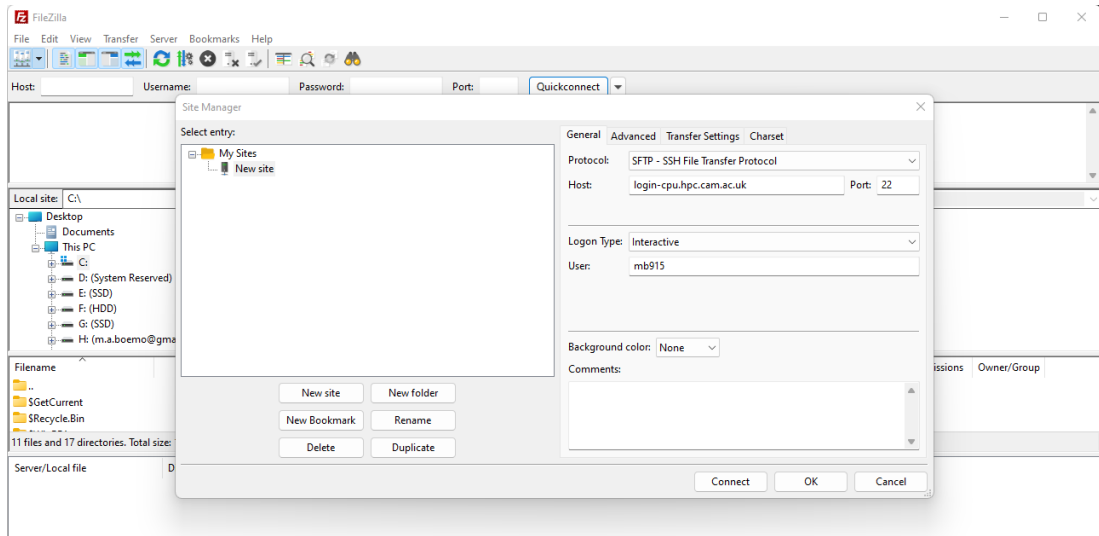 FileZilla
File Edit View Transfer Server Bookmarks Help
Host: Username: Password: Port: Quickconnect
Site Manager
Select entry:
My Sites
New site
New site New folder
New Bookmark Rename
Delete Duplicate
General Advanced Transfer Settings Charset
Protocol: SFTP - SSH File Transfer Protocol
Host: login-cpu.hpc.cam.ac.uk Port: 22
Logon Type: Interactive
User: mb915
Background color: None
Comments:
Connect OK Cancel
Local site: C:\
Desktop
Documents
This PC
C:
D: (System Reserved)
E: (SSD)
F: (HDD)
G: (SSD)
H: (m.a.boemo@gma
Filename
..
$GetCurrent
$Recycle.Bin
11 files and 17 directories. Total size:
issions Owner/Group
Server/Local file D